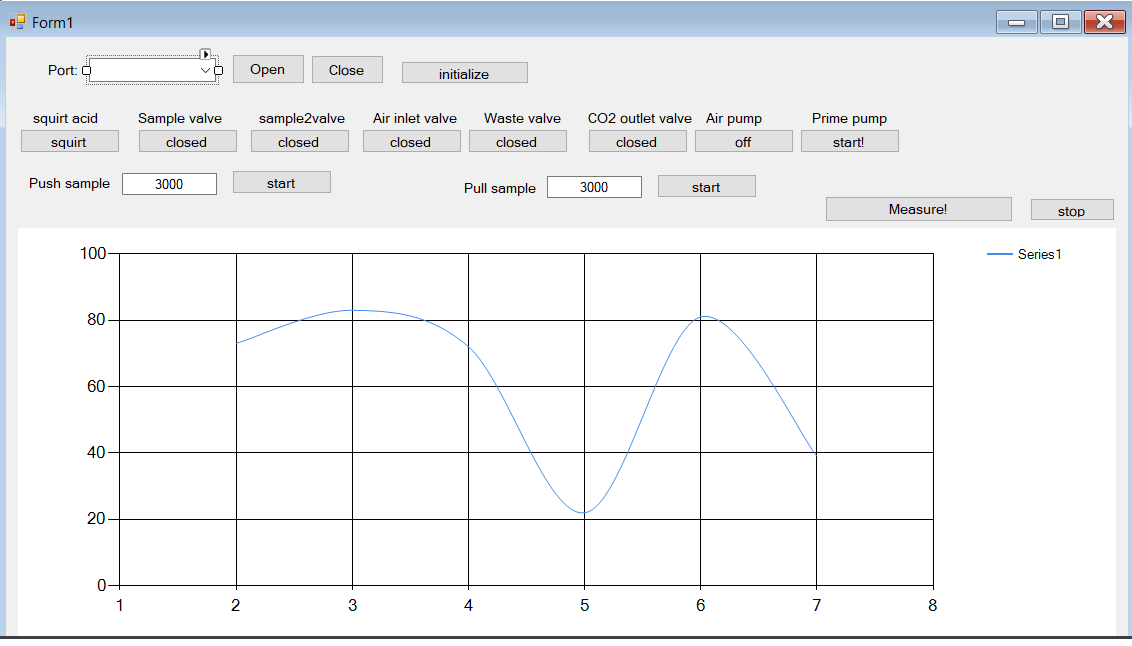 Form1
Port: Open Close initialize
squirt acid Sample valve sample2valve Air inlet valve Waste valve CO2 outlet valve Air pump Prime pump
squirt closed closed closed closed closed off start!
Push sample 3000 start Pull sample 3000 start
Measure! stop
100 Series1
80
60
40
20
0
1 2 3 4 5 6 7 8